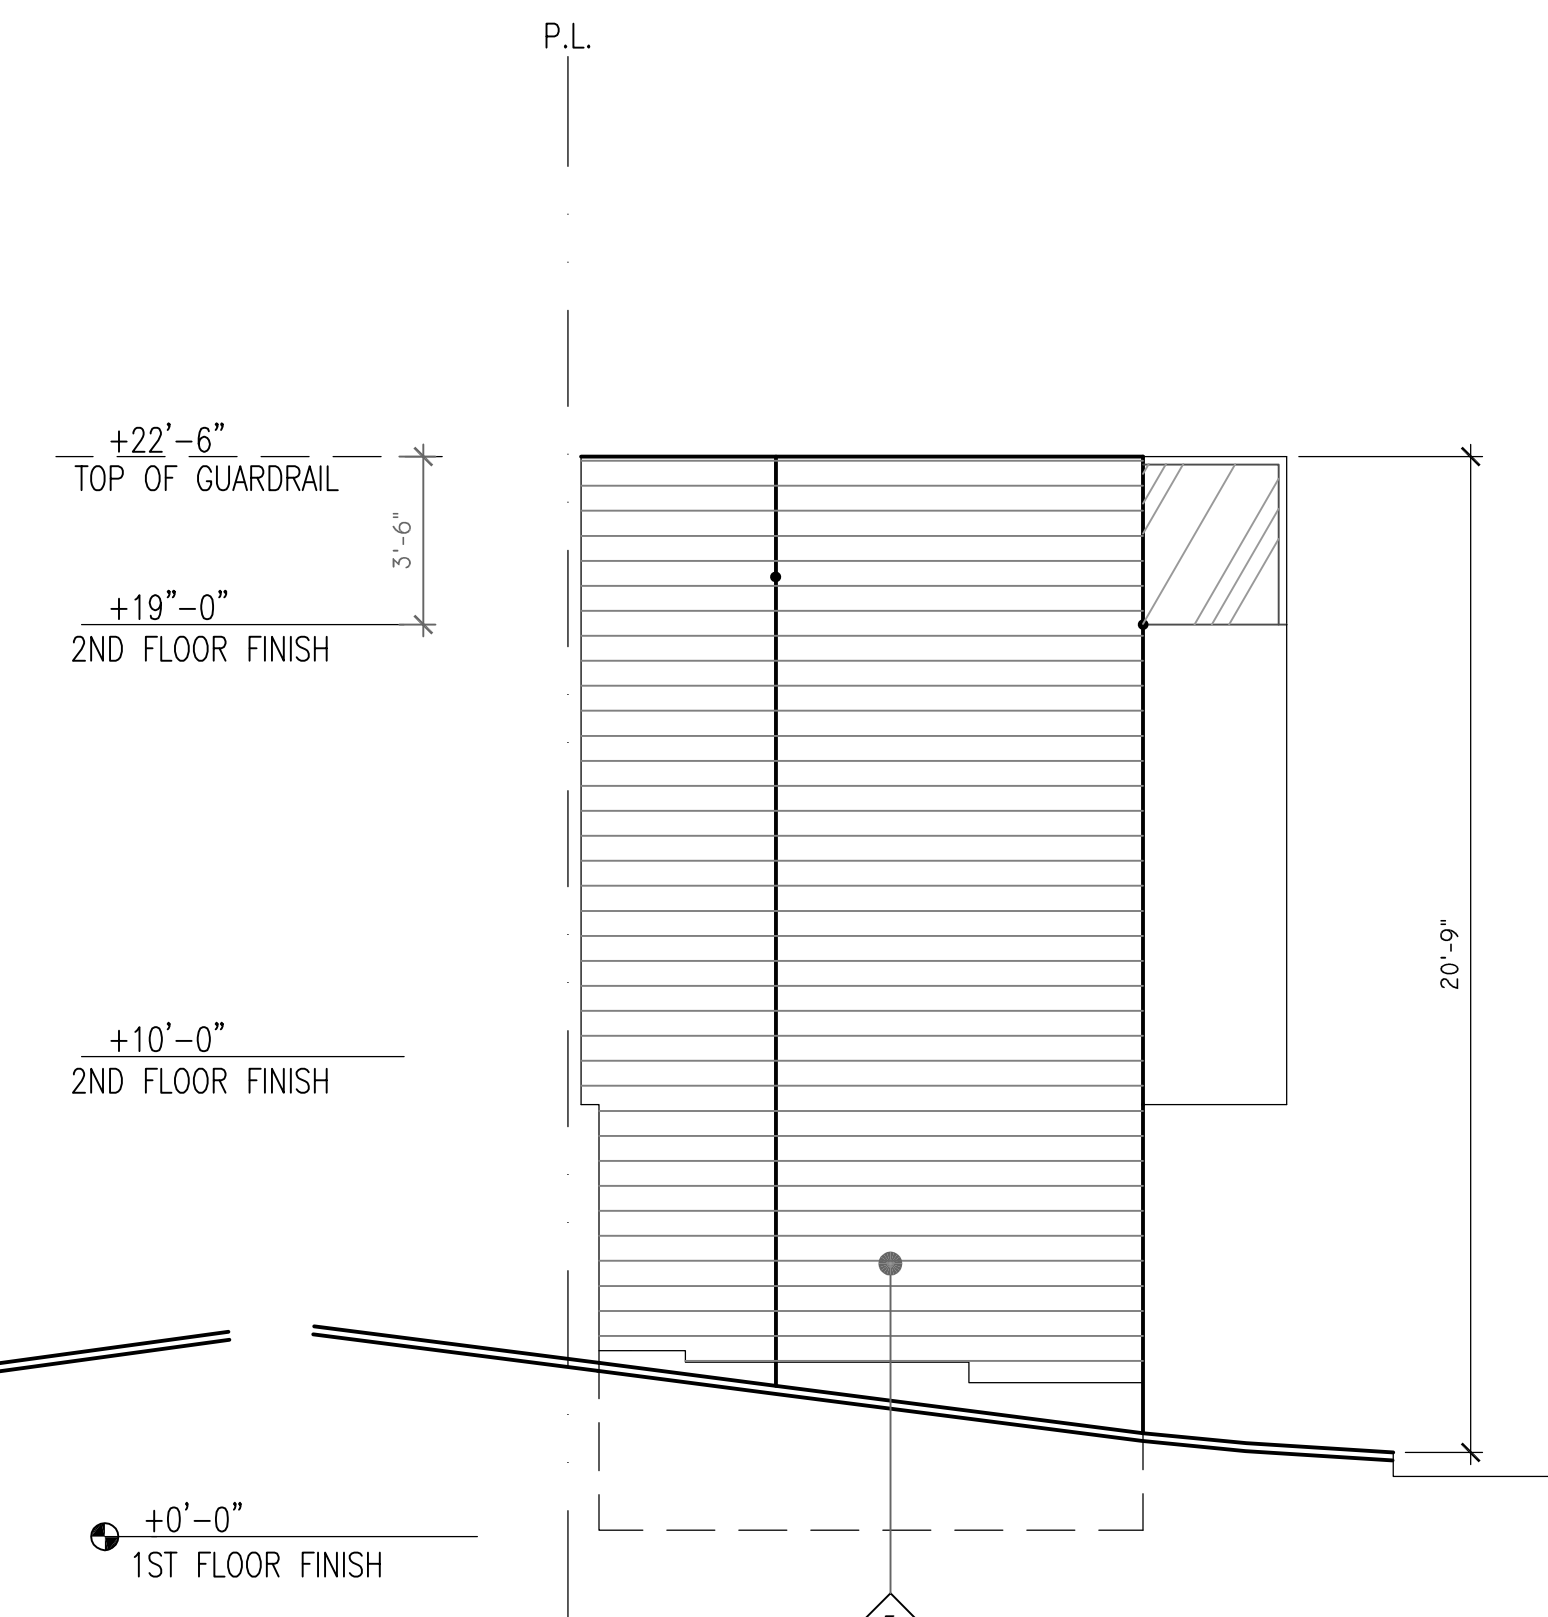 P.L.
+22’-6”
TOP OF GUARDRAIL
3'-6"
+19”-0”
2ND FLOOR FINISH
20'-9"
+10’-0”
2ND FLOOR FINISH
+0’-0”
1ST FLOOR FINISH